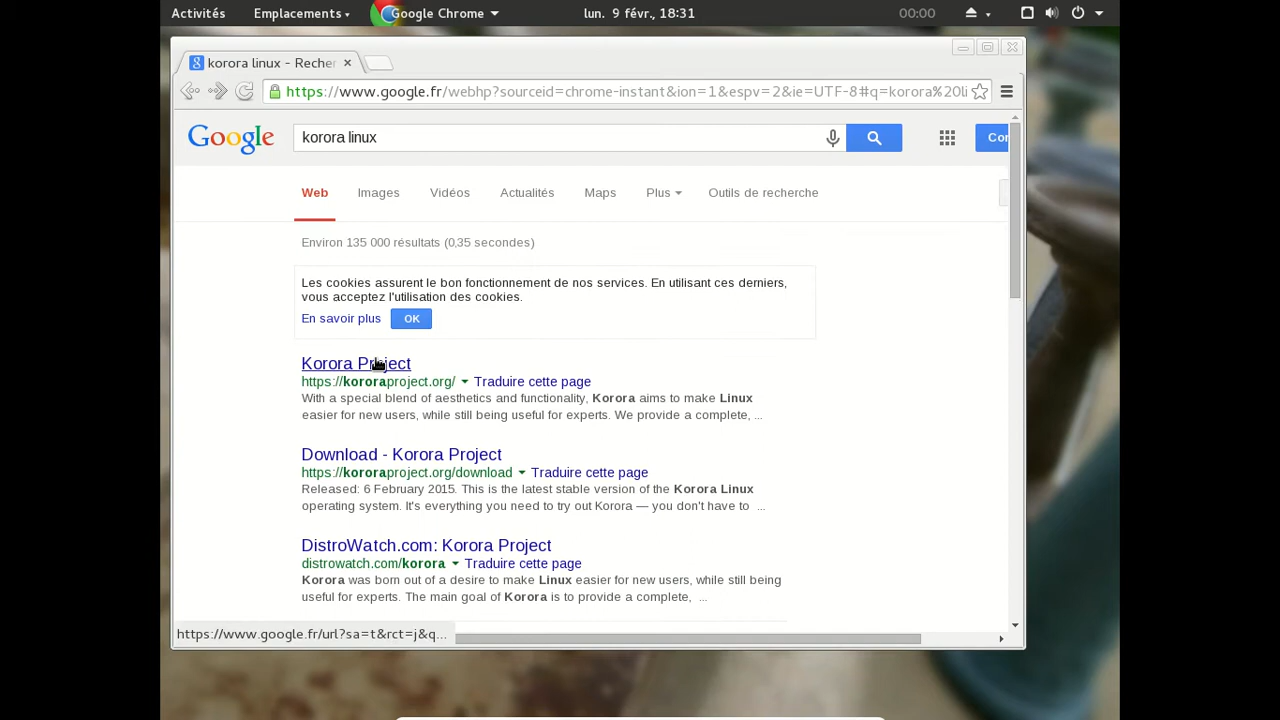 Activités Emplacements Google Chrome lun. 9 févr., 18:31 00:00
korora linux - Recher
https://www.google.fr/webhp?sourceid=chrome-instant&ion=1&espv=2&ie=UTF-8#q=korora%20li
Google korora linux Con
Web Images Vidéos Actualités Maps Plus Outils de recherche
Environ 135 000 résultats (0,35 secondes)
Les cookies assurent le bon fonctionnement de nos services. En utilisant ces derniers,
vous acceptez l'utilisation des cookies.
En savoir plus OK
Korora Project
https://kororaproject.org/ Traduire cette page
With a special blend of aesthetics and functionality, Korora aims to make Linux
easier for new users, while still being useful for experts. We provide a complete, ...
Download - Korora Project
https://kororaproject.org/download Traduire cette page
Released: 6 February 2015. This is the latest stable version of the Korora Linux
operating system. It's everything you need to try out Korora — you don't have to ...
DistroWatch.com: Korora Project
distrowatch.com/korora Traduire cette page
Korora was born out of a desire to make Linux easier for new users, while still being
useful for experts. The main goal of Korora is to provide a complete, ...
https://www.google.fr/url?sa=t&rct=j&q...